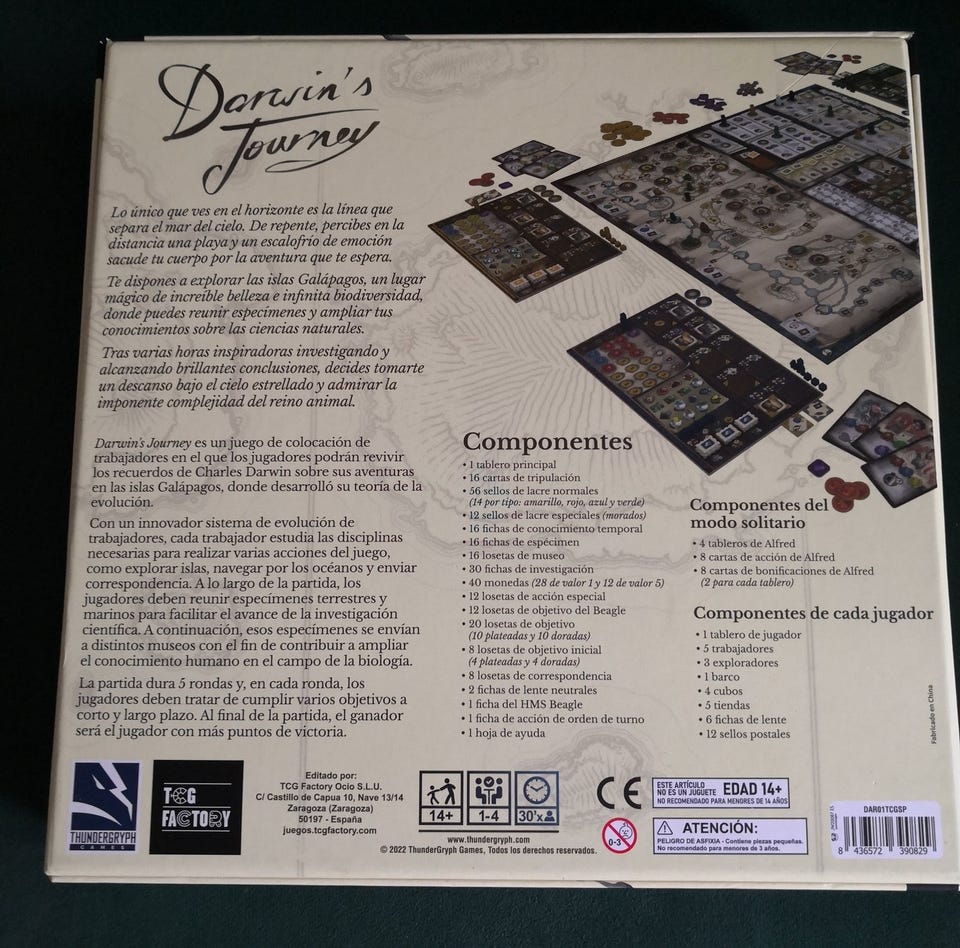 Darwin's
Journey
Lo único que ves en el horizonte es la línea que
separa el mar del cielo. De repente, percibes en la
distancia una playa y un escalofrío de emoción
sacude tu cuerpo por la aventura que te espera.
Te dispones a explorar las islas Galápagos, un lugar
mágico de increíble belleza e infinita biodiversidad,
donde puedes reunir especímenes y ampliar tus
conocimientos sobre las ciencias naturales.
Tras varias horas inspiradoras investigando y
alcanzando brillantes conclusiones, decides tomarte
un descanso bajo el cielo estrellado y admirar la
imponente complejidad del reino animal.
Darwin's Journey es un juego de colocación de
trabajadores en el que los jugadores podrán revivir
los recuerdos de Charles Darwin sobre sus aventuras
en las islas Galápagos, donde desarrolló su teoría de la
evolución.
Con un innovador sistema de evolución de
trabajadores, cada trabajador estudia las disciplinas
necesarias para realizar varias acciones del juego,
como explorar islas, navegar por los océanos y enviar
correspondencia. A lo largo de la partida, los
jugadores deben reunir especímenes terrestres y
marinos para facilitar el avance de la investigación
científica. A continuación, esos especímenes se envían
a distintos museos con el fin de contribuir a ampliar
el conocimiento humano en el campo de la biología.
La partida dura 5 rondas y, en cada ronda, los
jugadores deben tratar de cumplir varios objetivos a
corto y largo plazo. Al final de la partida, el ganador
será el jugador con más puntos de victoria.
Componentes
• 1 tablero principal
• 16 cartas de tripulación
• 56 sellos de lacre normales
(14 por tipo: amarillo, rojo, azul y verde)
• 12 sellos de lacre especiales (morados)
• 16 fichas de conocimiento temporal
• 16 fichas de espécimen
• 16 losetas de museo
• 30 fichas de investigación
• 40 monedas (28 de valor 1 y 12 de valor 5)
• 12 losetas de acción especial
• 12 losetas de objetivo del Beagle
• 20 losetas de objetivo
(10 plateadas y 10 doradas)
• 8 losetas de objetivo inicial
(4 plateadas y 4 doradas)
• 8 losetas de correspondencia
• 2 fichas de lente neutrales
• 1 ficha del HMS Beagle
• 1 ficha de acción de orden de turno
• 1 hoja de ayuda
Componentes del
modo solitario
• 4 tableros de Alfred
• 8 cartas de acción de Alfred
• 8 cartas de bonificaciones de Alfred
(2 para cada tablero)
Componentes de cada jugador
• 1 tablero de jugador
• 5 trabajadores
• 3 exploradores
• 1 barco
• 4 cubos
• 5 tiendas
• 6 fichas de lente
• 12 sellos postales
Fabricado en China
THUNDERGRYPH
GAMES
TCG
FACTORY
Editado por:
TCG Factory Ocio S.L.U.
C/ Castillo de Capua 10, Nave 13/14
Zaragoza (Zaragoza)
50197 - España
juegos.tcgfactory.com
14+
1-4
30'x
www.thundergryph.com
© 2022 ThunderGryph Games, Todos los derechos reservados.
CE
0-3
ESTE ARTÍCULO
NO ES UN JUGUETE
EDAD 14+
NO RECOMENDADO PARA MENORES DE 14 AÑOS
ATENCIÓN:
PELIGRO DE ASFIXIA - Contiene piezas pequeñas.
No recomendado para menores de 3 años.
DAR01TCGSP
8 436572 390829